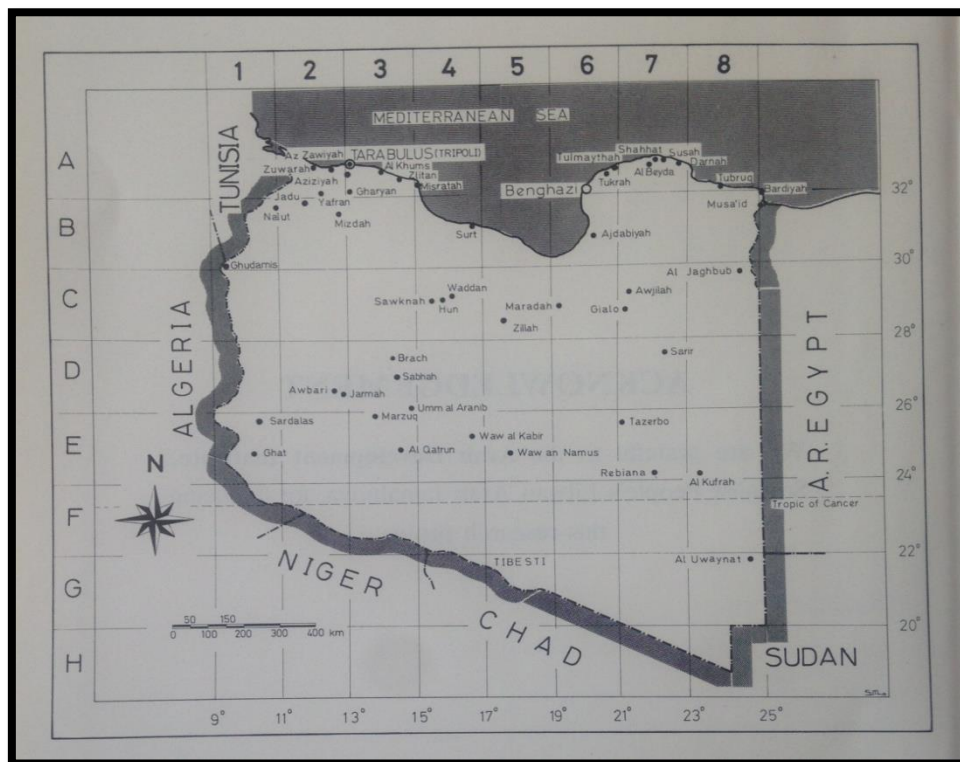 1 2 3 4 5 6 7 8
MEDITERRANEAN SEA
A
TUNISIA
Az Zawiyah
TARABULUS (TRIPOLI)
Zuwarah
Al Khums
Zlitan
Aziziyah
Gharyan
Misratah
Jadu
Yafran
Nalut
Mizdah
Tulmaythah
Shahhat
Susah
Darnah
Tukrah
Al Beyda
Tubruq
Benghazi
Bardiyah
Musa'id
32°
B
Surt
Ajdabiyah
30°
Ghudamis
Al Jaghbub
C
Waddan
Sawknah
Hun
Maradah
Zillah
Awjilah
Gialo
28°
ALGERIA
A.R.EGYPT
D
Brach
Sarir
Sabhah
Awbari
Jarmah
Umm al Aranib
26°
Sardalas
Marzuq
Tazerbo
E
Waw al Kabir
Ghat
Al Qatrun
Waw an Namus
Rebiana
Al Kufrah
24°
N
F
Tropic of Cancer
22°
NIGER
TIBESTI
Al Uwaynat
G
CHAD
50 150
0 100 200 300 400 km
20°
H
SUDAN
9° 11° 13° 15° 17° 19° 21° 23° 25°